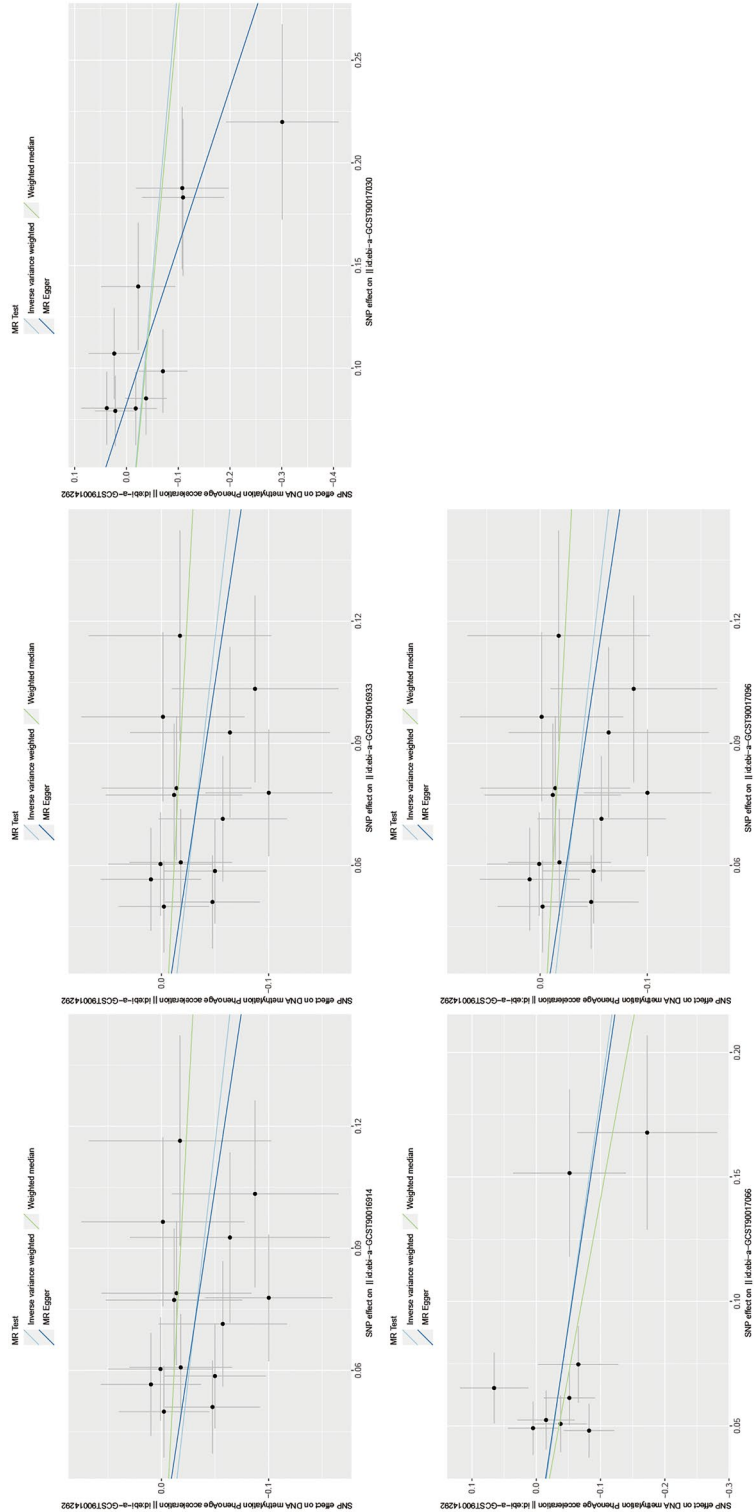 MR Test
Inverse variance weighted Weighted median
MR Egger
SNP effect on DNA methylation PhenoAge acceleration || id:ebi-a-GCST90014292
0.0
-0.1
0.06 0.09 0.12
SNP effect on || id:ebi-a-GCST90016914
MR Test
Inverse variance weighted Weighted median
MR Egger
SNP effect on DNA methylation PhenoAge acceleration || id:ebi-a-GCST90014292
0.0
-0.1
0.06 0.09 0.12
SNP effect on || id:ebi-a-GCST90016933
MR Test
Inverse variance weighted Weighted median
MR Egger
SNP effect on DNA methylation PhenoAge acceleration || id:ebi-a-GCST90014292
0.1
0.0
-0.1
-0.2
-0.3
-0.4
0.10 0.15 0.20 0.25
SNP effect on || id:ebi-a-GCST90017030
MR Test
Inverse variance weighted Weighted median
MR Egger
SNP effect on DNA methylation PhenoAge acceleration || id:ebi-a-GCST90014292
0.1
0.0
-0.1
-0.2
-0.3
0.05 0.10 0.15 0.20
SNP effect on || id:ebi-a-GCST90017066
MR Test
Inverse variance weighted Weighted median
MR Egger
SNP effect on DNA methylation PhenoAge acceleration || id:ebi-a-GCST90014292
0.0
-0.1
0.06 0.09 0.12
SNP effect on || id:ebi-a-GCST90017096